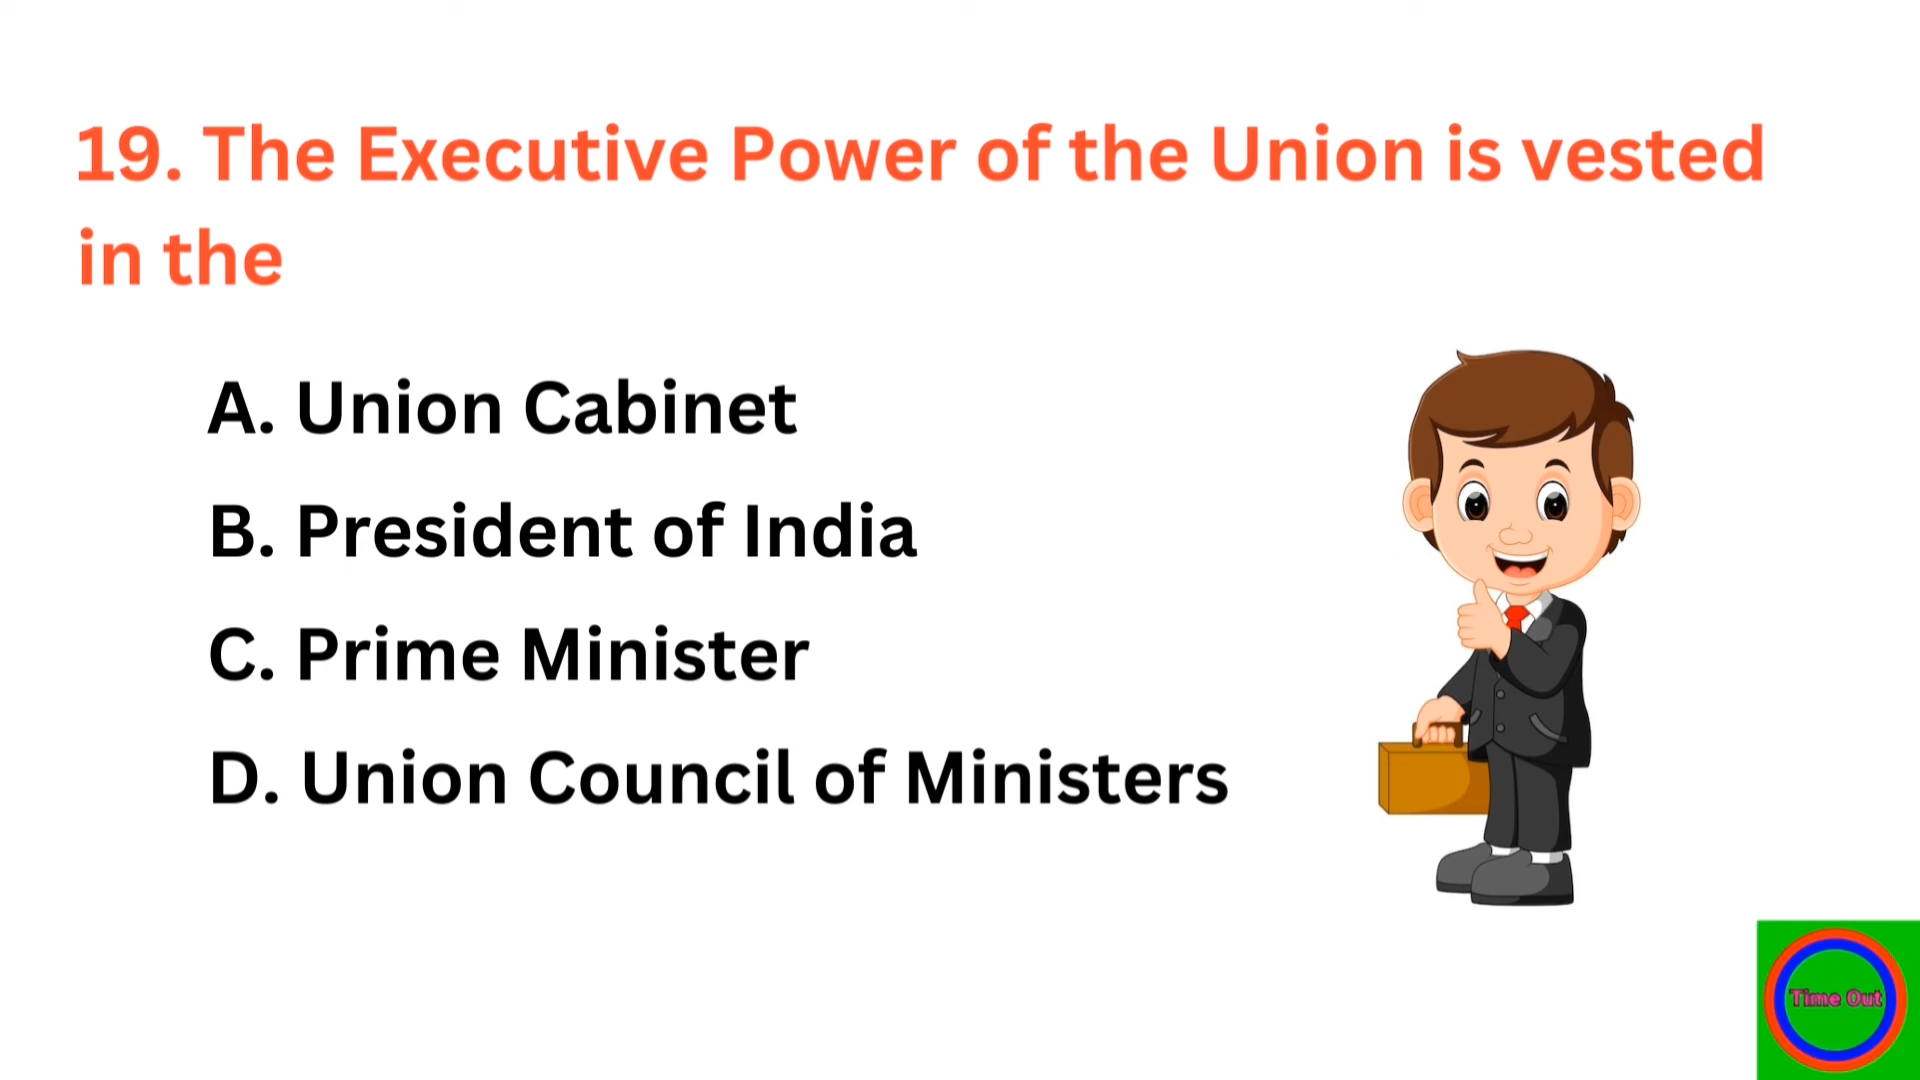 19. The Executive Power of the Union is vested
in the
A. Union Cabinet
B. President of India
C. Prime Minister
D. Union Council of Ministers
Time Out